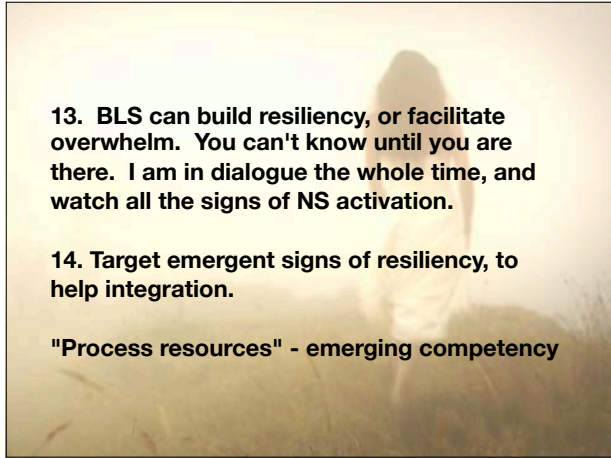 13.  BLS can build resiliency, or facilitate
overwhelm.  You can't know until you are
there.  I am in dialogue the whole time, and
watch all the signs of NS activation.
14. Target emergent signs of resiliency, to
help integration.
"Process resources" - emerging competency